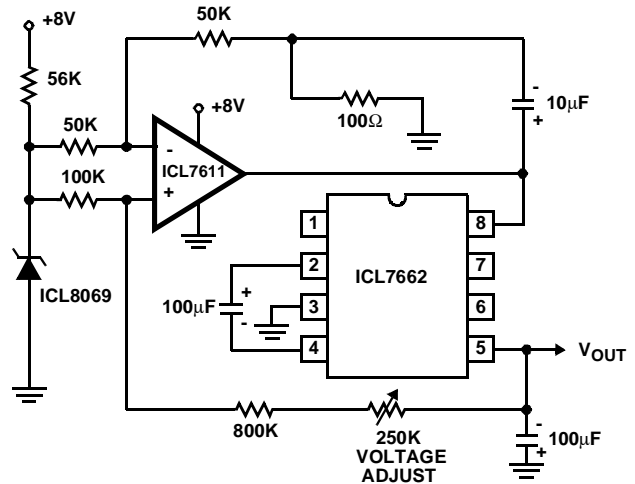 +8V
50K
56K
+8V
-
10µF
+
100Ω
50K
-
ICL7611
100K
+
1
8
2
ICL7662
7
+
100µF
-
3
6
ICL8069
4
5
VOUT
800K
250K
VOLTAGE
ADJUST
-
100µF
+